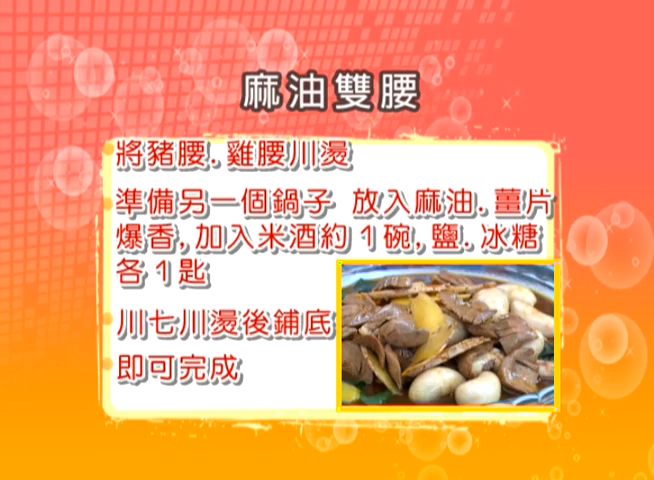 麻油雙腰
將豬腰.雞腰川燙
準備另一個鍋子 放入麻油.薑片
爆香,加入米酒約1碗,鹽.冰糖
各1匙
川七川燙後鋪底
即可完成